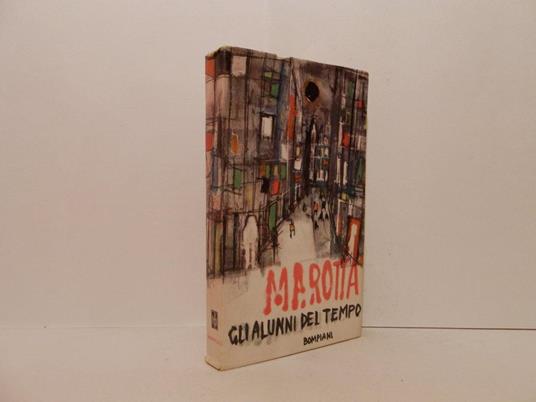 MAROTTA
GLI ALUNNI DEL TEMPO
BOMPIANI